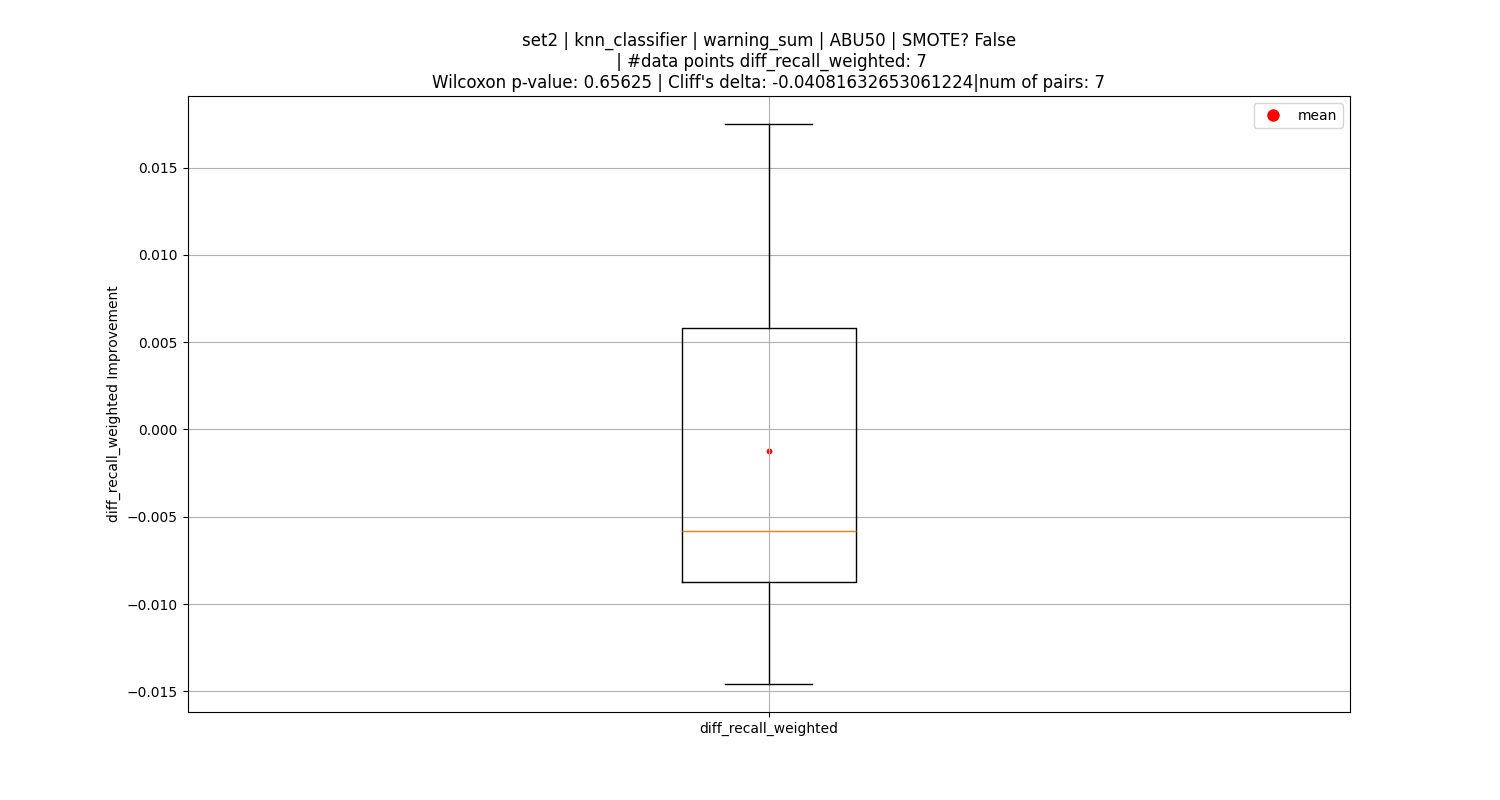 set2 | knn_classifier | warning_sum | ABU50 | SMOTE? False
| #data points diff_recall_weighted: 7
Wilcoxon p-value: 0.65625 | Cliff's delta: -0.04081632653061224|num of pairs: 7
mean
0.015
0.010
0.005
0.000
−0.005
−0.010
−0.015
diff_recall_weighted Improvement
diff_recall_weighted